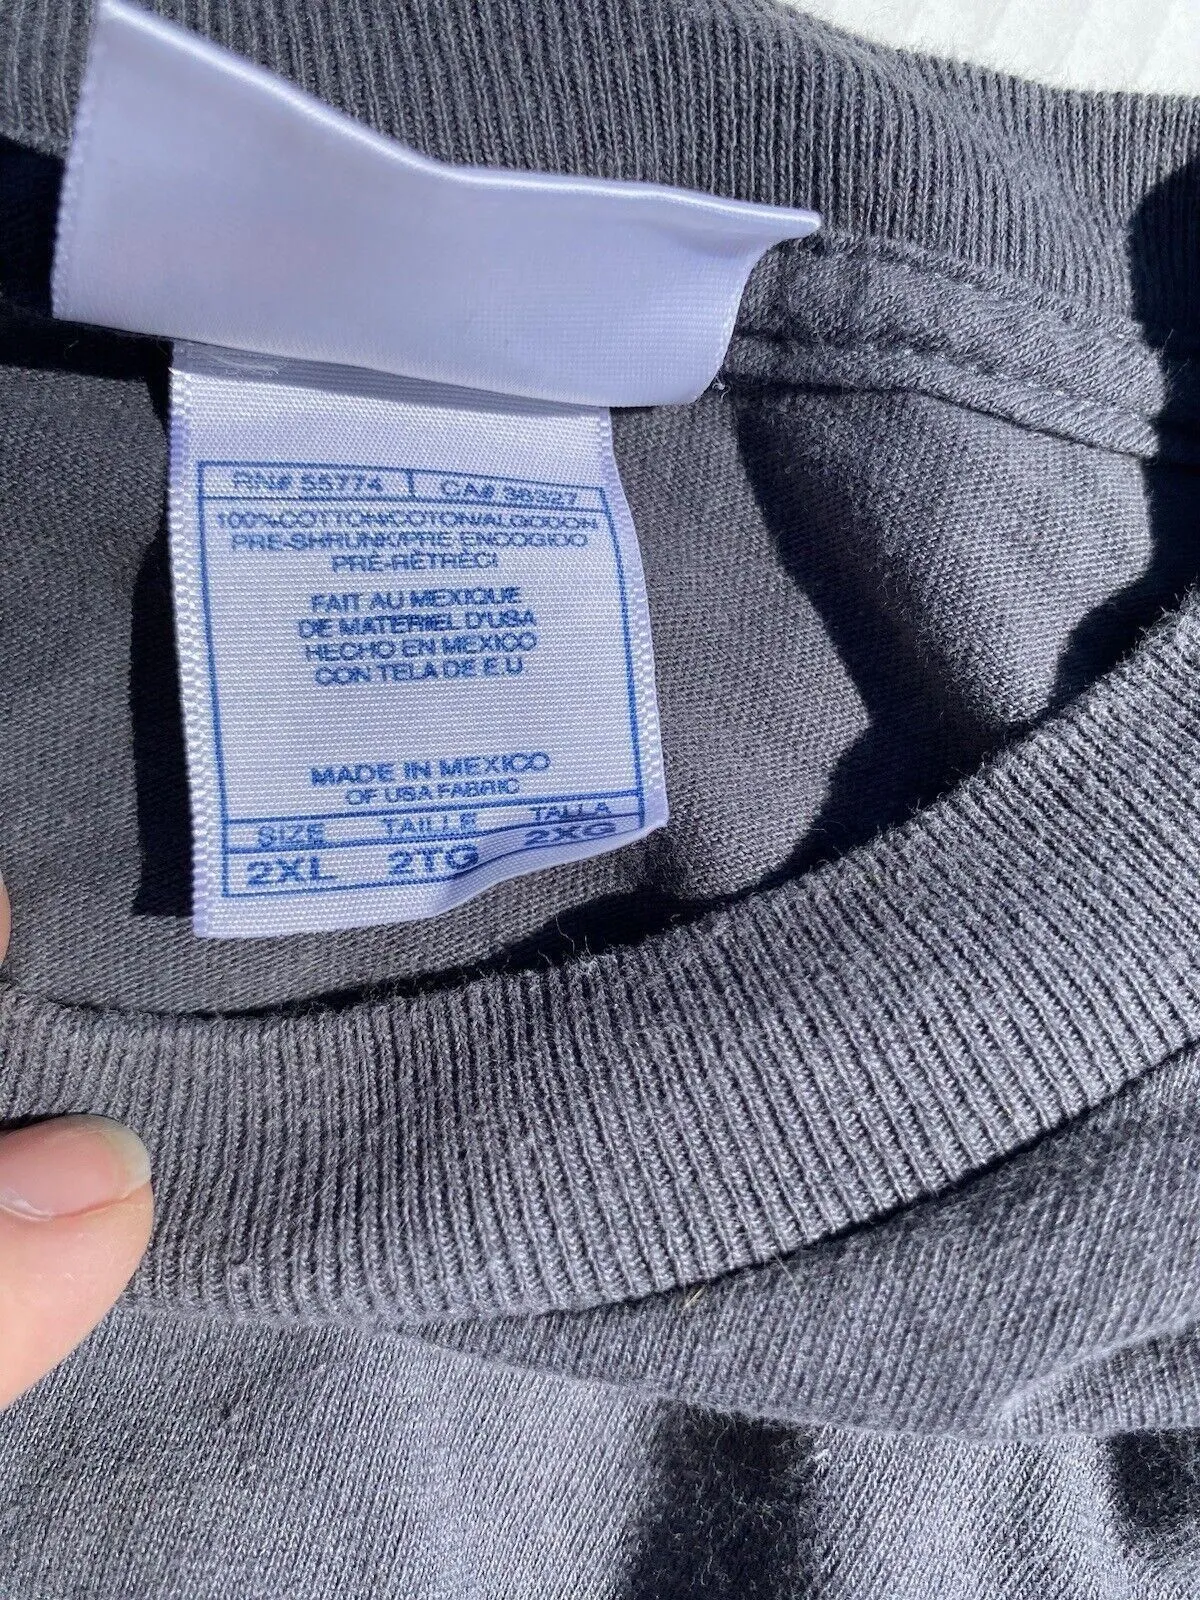 RN# 55774 CA# 36327
100%COTTON/COTON/ALGODON
PRE-SHRUNK/PRE ENCOGIDO
PRÉ-RÉTRÉCI
FAIT AU MEXIQUE
DE MATERIEL D'USA
HECHO EN MEXICO
CON TELA DE E.U
MADE IN MEXICO
OF USA FABRIC
SIZE TAILLE TALLA
2XL 2TG 2XG